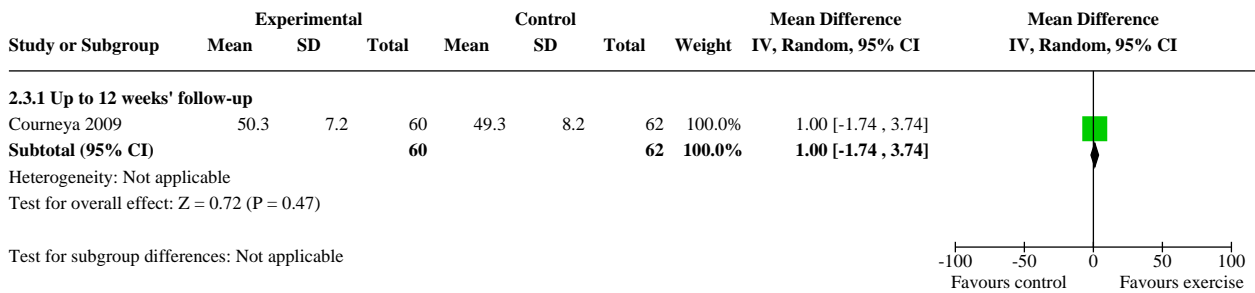 Experimental Control Mean Difference Mean Difference
Study or Subgroup Mean SD Total Mean SD Total Weight IV, Random, 95% CI IV, Random, 95% CI
2.3.1 Up to 12 weeks' follow-up
Courneya 2009 50.3 7.2 60 49.3 8.2 62 100.0% 1.00 [-1.74 , 3.74]
Subtotal (95% CI) 60 62 100.0% 1.00 [-1.74 , 3.74]
Heterogeneity: Not applicable
Test for overall effect: Z = 0.72 (P = 0.47)
Test for subgroup differences: Not applicable
-100 -50 0 50 100
Favours control Favours exercise